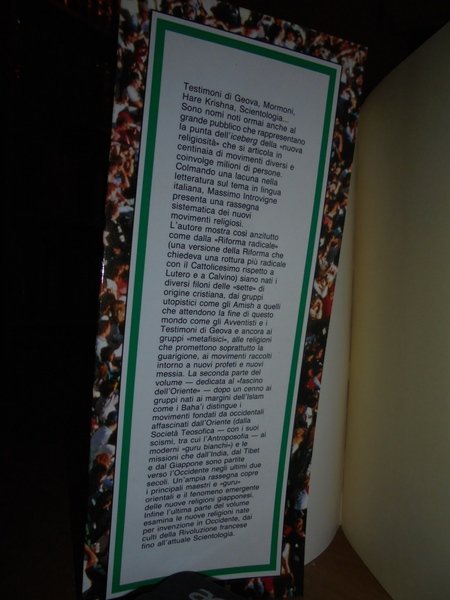 Testimoni di Geova, Mormoni,
Hare Krishna, Scientologia...
Sono nomi noti ormai anche al
grande pubblico che rappresentano
la punta dell'iceberg della «nuova
religiosità» che si articola in
centinaia di movimenti diversi e
coinvolge milioni di persone.
Colmando una lacuna nella
letteratura sul tema in lingua
italiana, Massimo Introvigne
presenta una rassegna
sistematica dei nuovi
movimenti religiosi.
L'autore mostra così anzitutto
come dalla «Riforma radicale»
(una versione della Riforma che
chiedeva una rottura più radicale
con il Cattolicesimo rispetto a
Lutero e a Calvino) siano nati i
diversi filoni delle «sette» di
origine cristiana, dai gruppi
utopistici come gli Amish a quelli
che attendono la fine di questo
mondo come gli Avventisti e i
Testimoni di Geova e ancora ai
gruppi «metafisici», alle religioni
che promettono soprattutto la
guarigione, ai movimenti raccolti
intorno a nuovi profeti e nuovi
messia. La seconda parte del
volume — dedicata al «fascino
dell'Oriente» — dopo un cenno ai
gruppi nati ai margini dell'Islam
come i Baha'i distingue i
movimenti fondati da occidentali
affascinati dall'Oriente (dalla
Società Teosofica — con i suoi
scismi, tra cui l'Antroposofia — ai
moderni «guru bianchi») e le
missioni che dall'India, dal Tibet
e dal Giappone sono partite
verso l'Occidente negli ultimi due
secoli. Un'ampia rassegna copre
i principali maestri e «guru»
orientali e il fenomeno emergente
delle nuove religioni giapponesi.
Infine l'ultima parte del volume
esamina le nuove religioni nate
per invenzione in Occidente, dai
culti della Rivoluzione francese
fino all'attuale Scientologia.